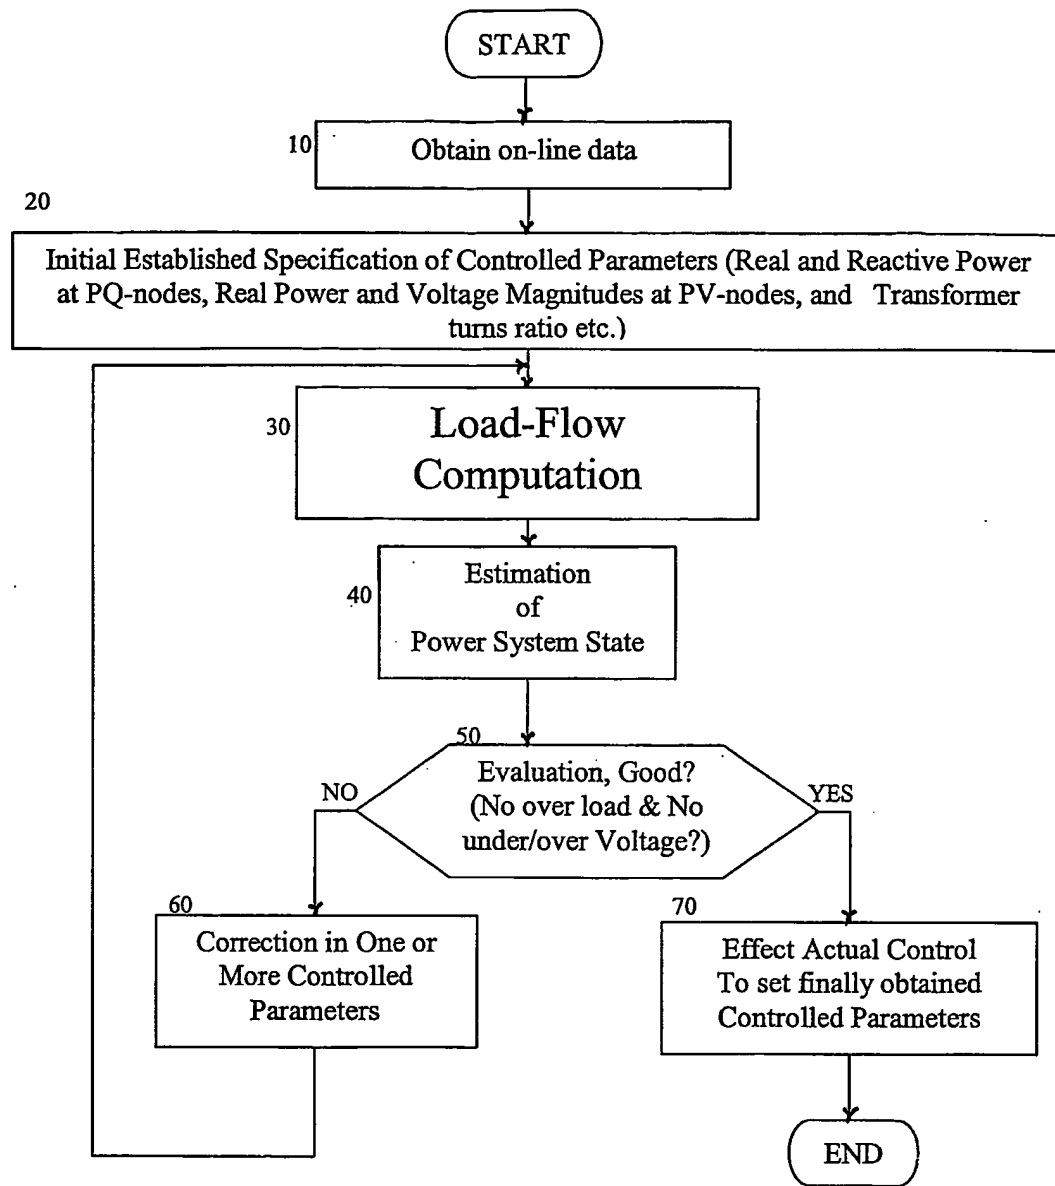 START
10
Obtain on-line data
20
Initial Established Specification of Controlled Parameters (Real and Reactive Power
at PQ-nodes, Real Power and Voltage Magnitudes at PV-nodes, and Transformer
turns ratio etc.)
30
Load-Flow
Computation
40
Estimation
of
Power System State
50
Evaluation, Good?
(No over load & No
under/over Voltage?)
NO
YES
60
Correction in One or
More Controlled
Parameters
70
Effect Actual Control
To set finally obtained
Controlled Parameters
END